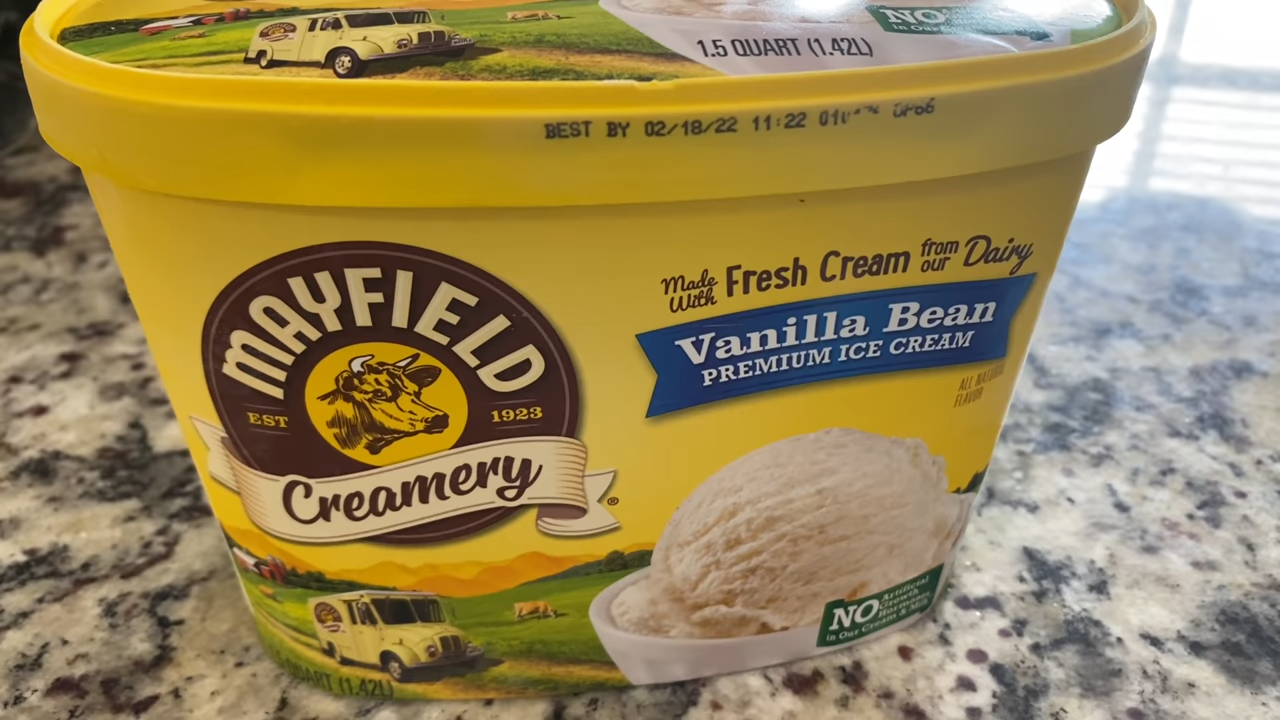 NO
in Our
1.5 QUART (1.42L)
BEST BY 02/18/22 11:22
MAYFIELD
EST 1923
Creamery
®
Made With Fresh Cream from our Dairy
Vanilla Bean
PREMIUM ICE CREAM
ALL NATURAL
FLAVOR
NO Artificial Growth Hormones
in Our Cream & Milk
QUART (1.42L)